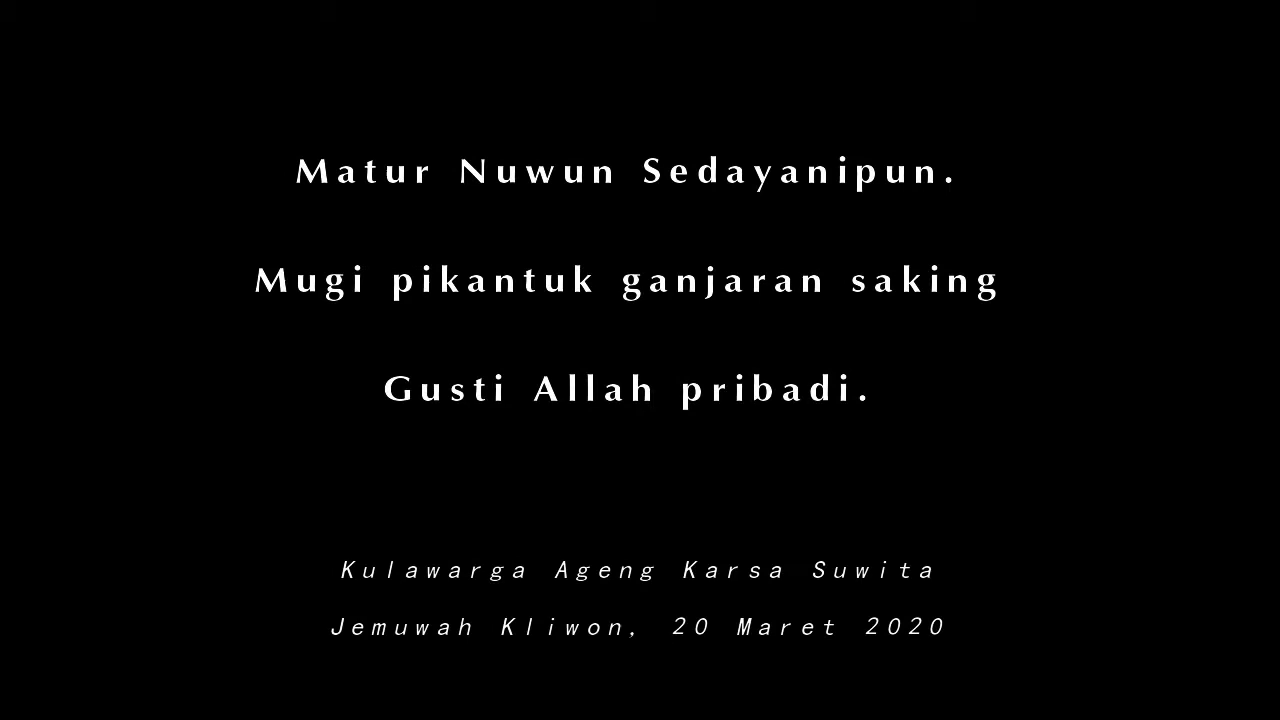 Matur Nuwun Sedayanipun.
Mugi pikantuk ganjaran saking
Gusti Allah pribadi.
Kulawarga Ageng Karsa Suwita
Jemuwah Kliwon, 20 Maret 2020